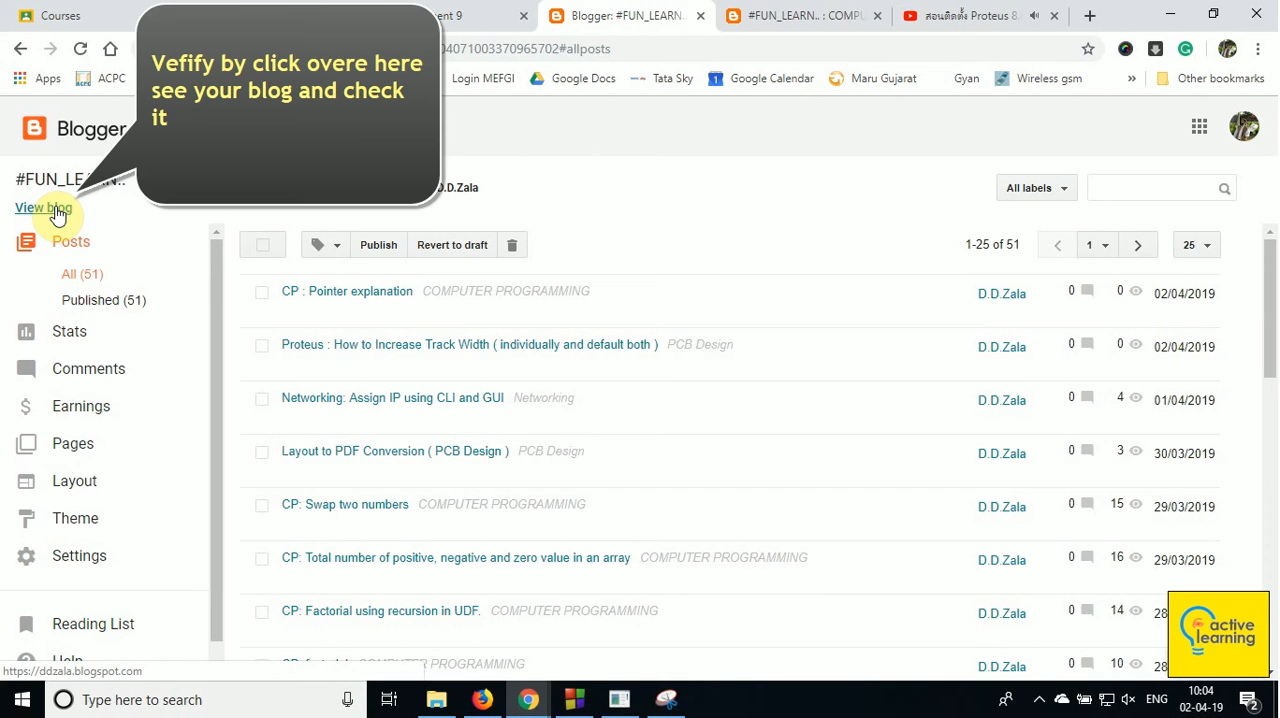 Courses
ent 9
Blogger: #FUN_LEARN..
#FUN_LEARN.. : COMPU
สอนติดตั้ง Proteus 8.
04071003370965702#allposts
Apps
ACPC
Login MEFGI
Google Docs
Tata Sky
Google Calendar
Maru Gujarat
Gyan
Wireless gsm
»
Other bookmarks
Vefify by click overe here
see your blog and check
it
Blogger
#FUN_LEARN..
View blog
D.D.Zala
All labels
Posts
All (51)
Published (51)
Stats
Comments
Earnings
Pages
Layout
Theme
Settings
Reading List
Help
Publish
Revert to draft
1-25 of 51
1
25
CP : Pointer explanation COMPUTER PROGRAMMING D.D.Zala 0 0 02/04/2019
Proteus : How to Increase Track Width ( individually and default both ) PCB Design D.D.Zala 0 0 02/04/2019
Networking: Assign IP using CLI and GUI Networking D.D.Zala 0 4 01/04/2019
Layout to PDF Conversion ( PCB Design ) PCB Design D.D.Zala 0 3 30/03/2019
CP: Swap two numbers COMPUTER PROGRAMMING D.D.Zala 0 15 29/03/2019
CP: Total number of positive, negative and zero value in an array COMPUTER PROGRAMMING D.D.Zala 0 16 29/03/2019
CP: Factorial using recursion in UDF. COMPUTER PROGRAMMING D.D.Zala 0 14 28
COMPUTER PROGRAMMING D.D.Zala 0 10 28
active
learning
https://ddzala.blogspot.com
Type here to search
ENG
10:04
02-04-19
2